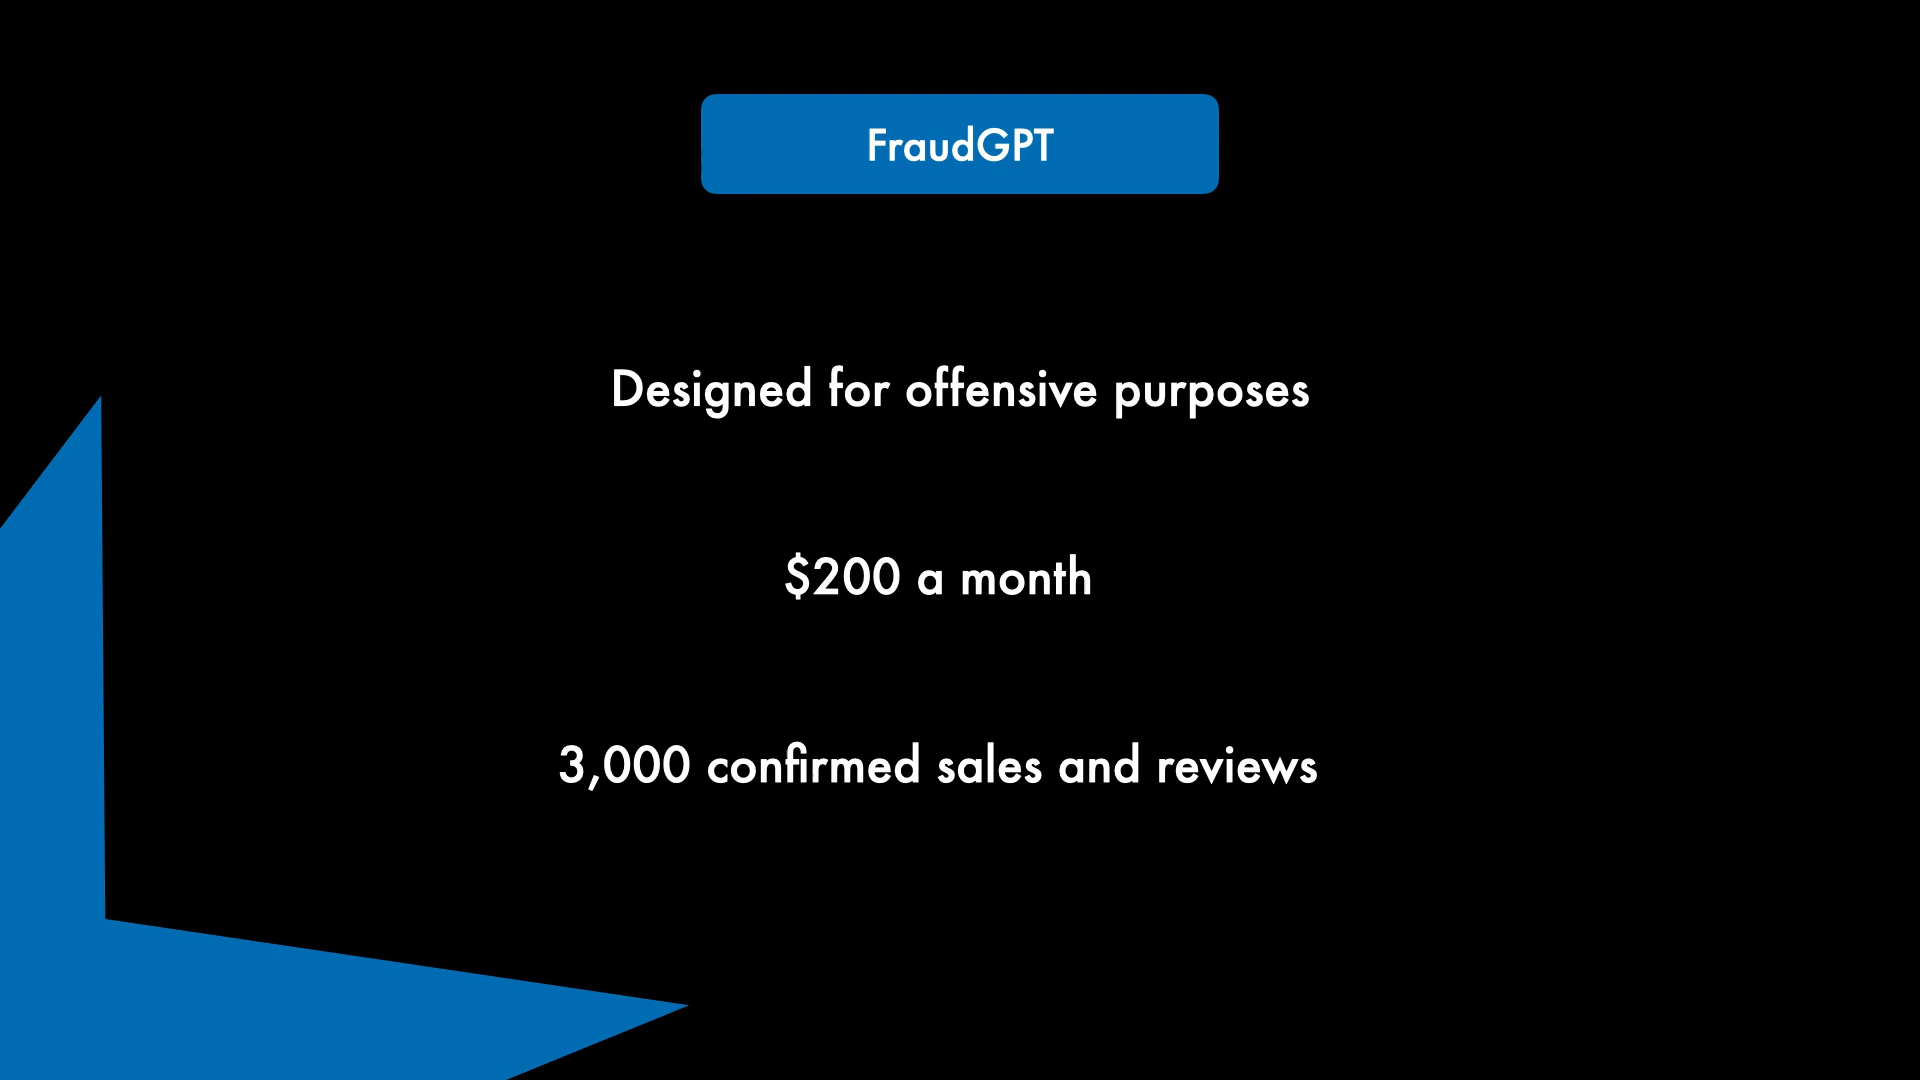 FraudGPT
Designed for offensive purposes
$200 a month
3,000 confirmed sales and reviews